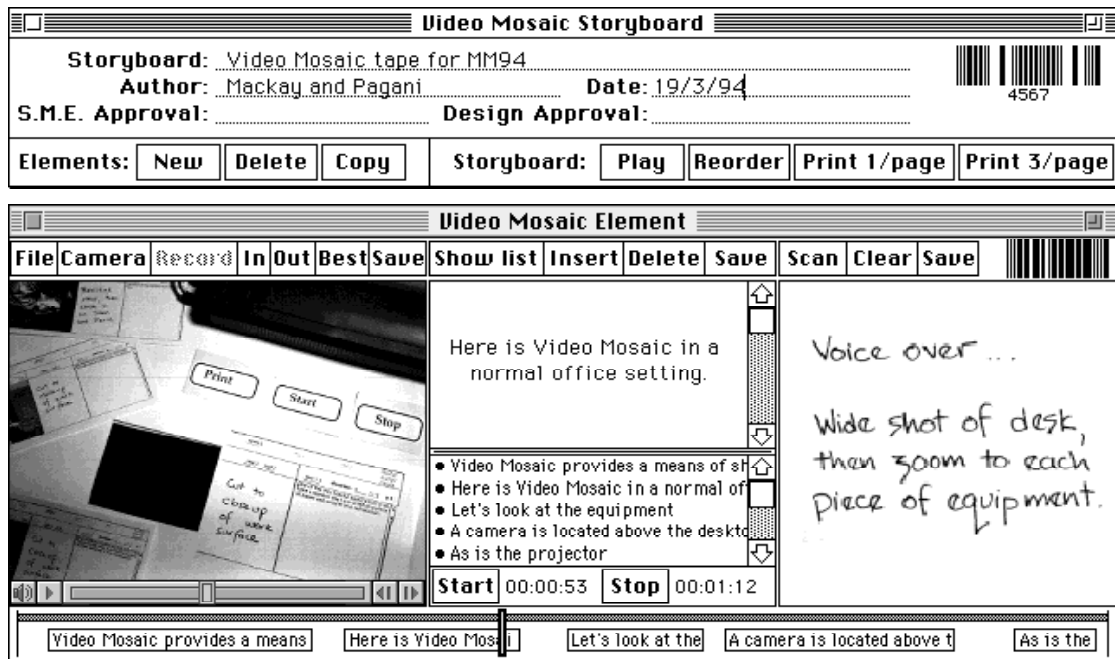 Video Mosaic Storyboard
Storyboard: Video Mosaic tape for MM94
Author: Mackay and Pagani Date: 19/3/94
4567
S.M.E. Approval: Design Approval:
Elements: New Delete Copy Storyboard: Play Reorder Print 1/page Print 3/page
Video Mosaic Element
File Camera Record In Out Best Save Show list Insert Delete Save Scan Clear Save
Print
Start
Stop
Cut to
closeup
of work
surface
Here is Video Mosaic in a
normal office setting.
• Video Mosaic provides a means of sh
• Here is Video Mosaic in a normal of
• Let's look at the equipment
• A camera is located above the deskto
• As is the projector
Start 00:00:53 Stop 00:01:12
Voice over ...
Wide shot of desk,
then zoom to each
piece of equipment.
Video Mosaic provides a means Here is Video Mosai Let's look at the A camera is located above t As is the